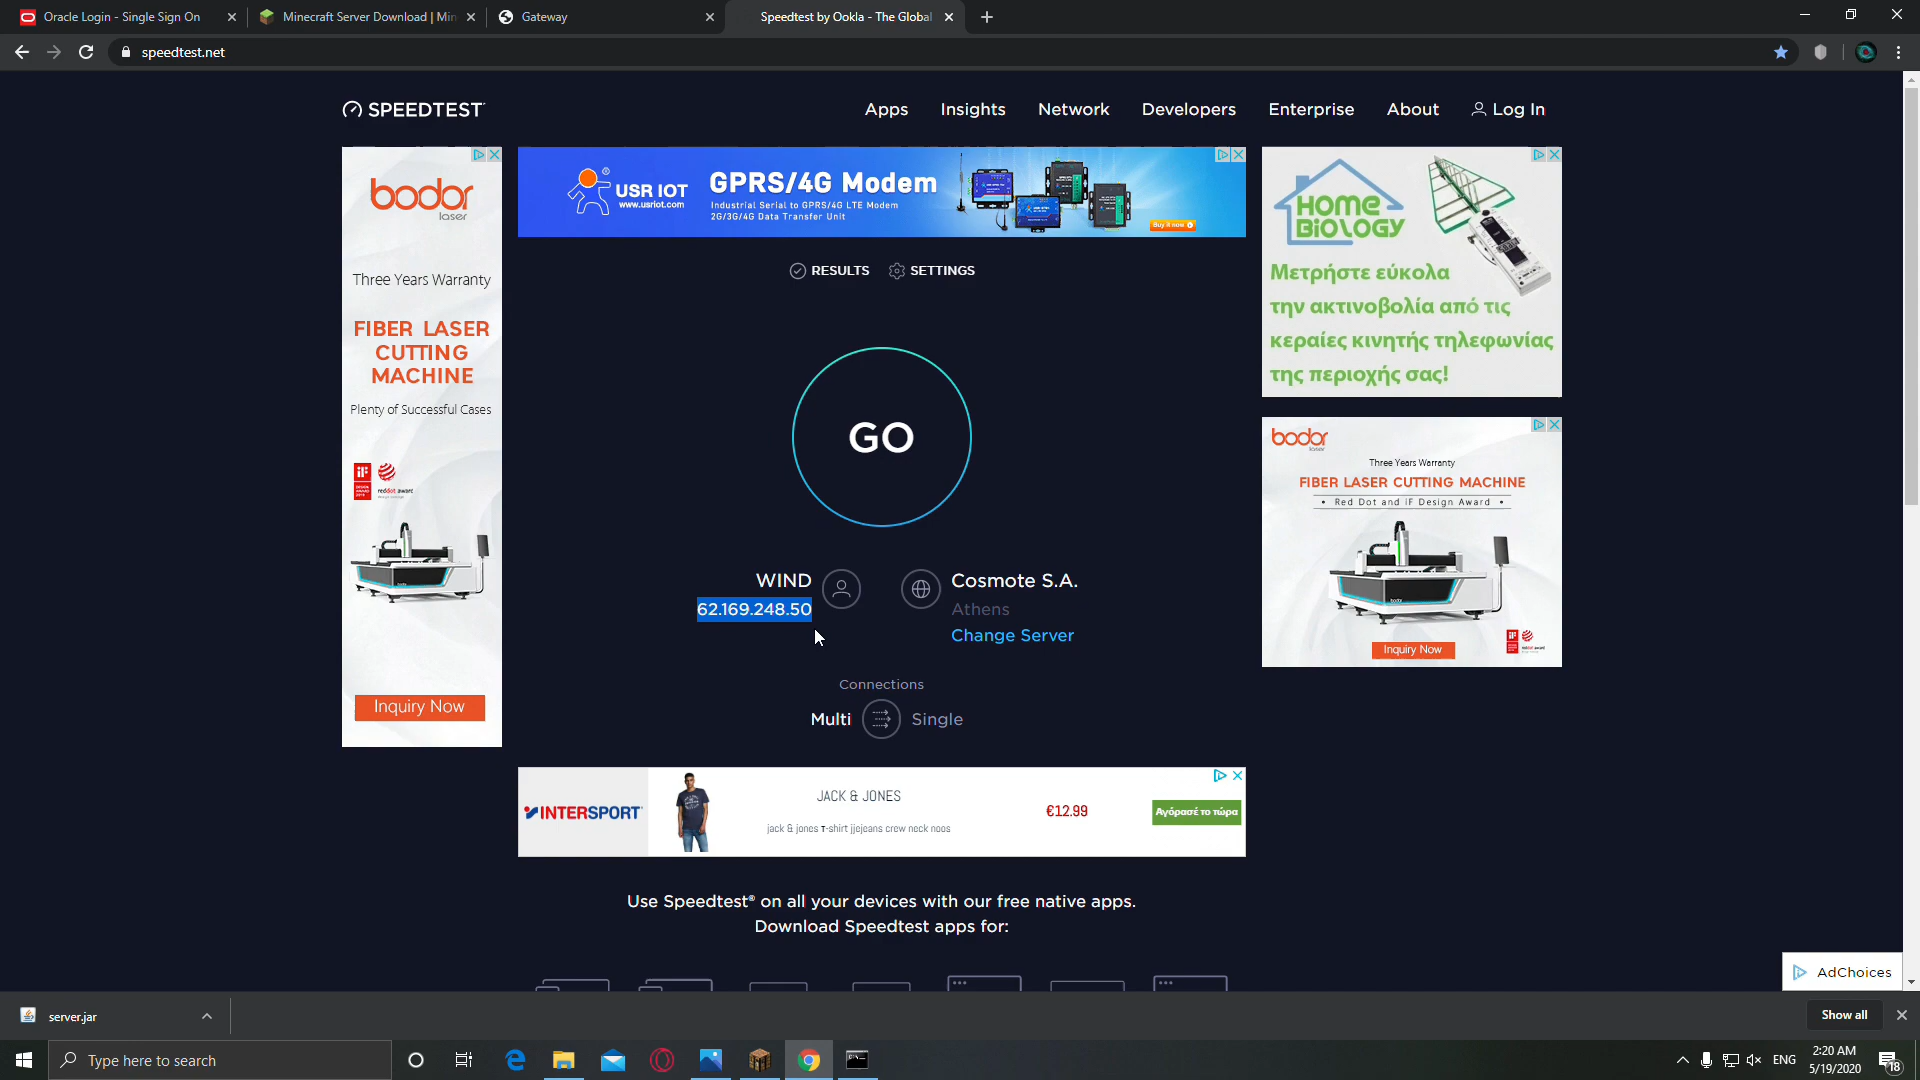 Oracle Login - Single Sign On
Minecraft Server Download | Min
Gateway
Speedtest by Ookla - The Global
speedtest.net
SPEEDTEST
Apps
Insights
Network
Developers
Enterprise
About
Log In
bodor
laser
Three Years Warranty
FIBER LASER
CUTTING
MACHINE
Plenty of Successful Cases
reddot award
Inquiry Now
USR IOT
www.usriot.com
GPRS/4G Modem
Industrial Serial to GPRS/4G LTE Modem
2G/3G/4G Data Transfer Unit
Buy it now
RESULTS
SETTINGS
GO
WIND
62.169.248.50
Cosmote S.A.
Athens
Change Server
Connections
Multi
Single
HOME
BIOLOGY
Μετρήστε εύκολα
την ακτινοβολία από τις
κεραίες κινητής τηλεφωνίας
της περιοχής σας!
bodor
laser
Three Years Warranty
FIBER LASER CUTTING MACHINE
• Red Dot and iF Design Award •
Inquiry Now
INTERSPORT
JACK & JONES
jack & jones T-shirt jjejeans crew neck noos
€12.99
Αγόρασέ το τώρα
Use Speedtest® on all your devices with our free native apps.
Download Speedtest apps for:
AdChoices
server.jar
Show all
Type here to search
ENG
2:20 AM
5/19/2020
18